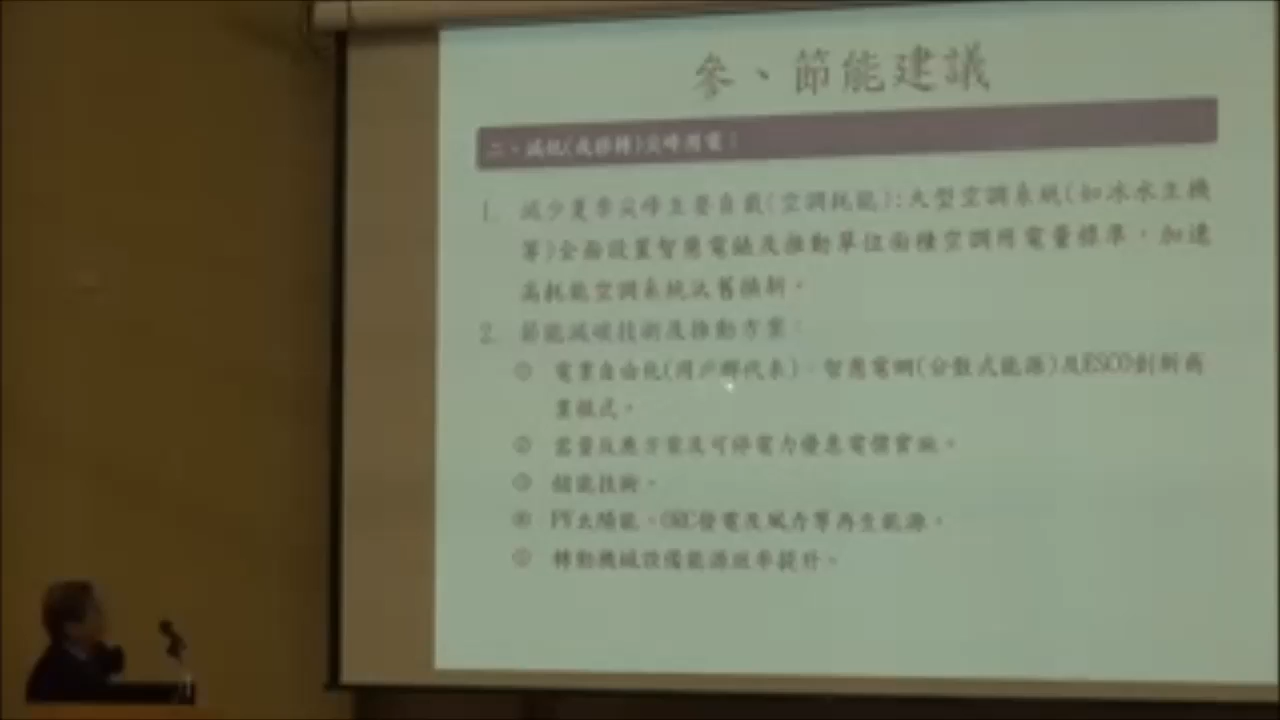 參、節能建議
二、減低(或移轉)尖峰用電：
1. 減少夏季尖峰主要負載(空調耗能):大型空調系統(如冰水主機
等)全面設置智慧電錶及推動單位面積空調用電量標準，加速
高耗能空調系統汰舊換新。
2. 節能減碳技術及推動方案：
① 電業自由化(用戶群代表)、智慧電網(分散式能源)及ESCO創新商
業模式。
② 需量反應方案及可停電力優惠電價實施。
③ 儲能技術。
④ PV太陽能、ORC發電及風力等再生能源。
⑤ 轉動機械設備能源效率提升。